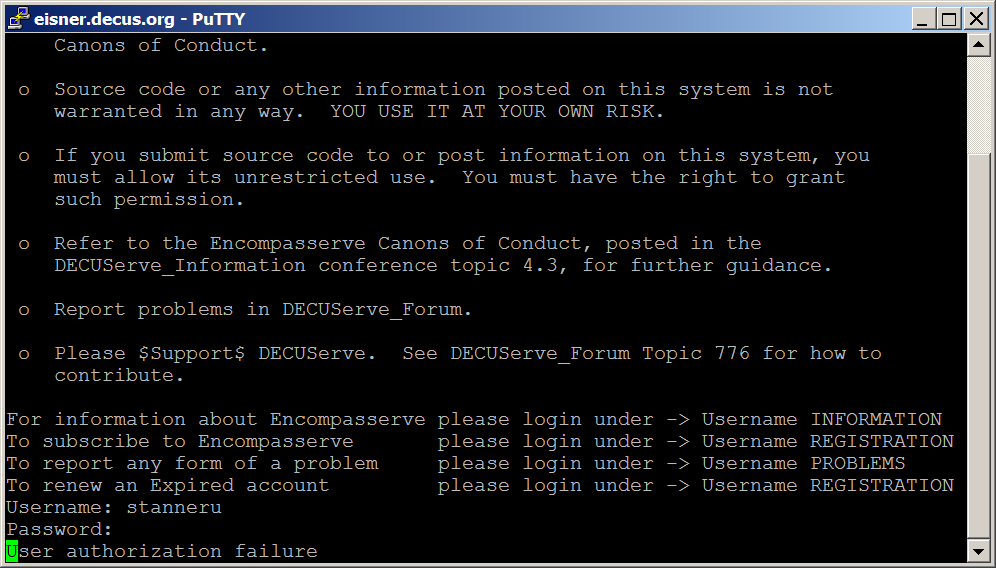 eisner.decus.org - PuTTY
Canons of Conduct.
o Source code or any other information posted on this system is not
warranted in any way.  YOU USE IT AT YOUR OWN RISK.
o If you submit source code to or post information on this system, you
must allow its unrestricted use.  You must have the right to grant
such permission.
o Refer to the Encompasserve Canons of Conduct, posted in the
DECUServe_Information conference topic 4.3, for further guidance.
o Report problems in DECUServe_Forum.
o Please $Support$ DECUServe.  See DECUServe_Forum Topic 776 for how to
contribute.
For information about Encompasserve please login under -> Username INFORMATION
To subscribe to Encompasserve       please login under -> Username REGISTRATION
To report any form of a problem     please login under -> Username PROBLEMS
To renew an Expired account         please login under -> Username REGISTRATION
Username: stanneru
Password:
User authorization failure